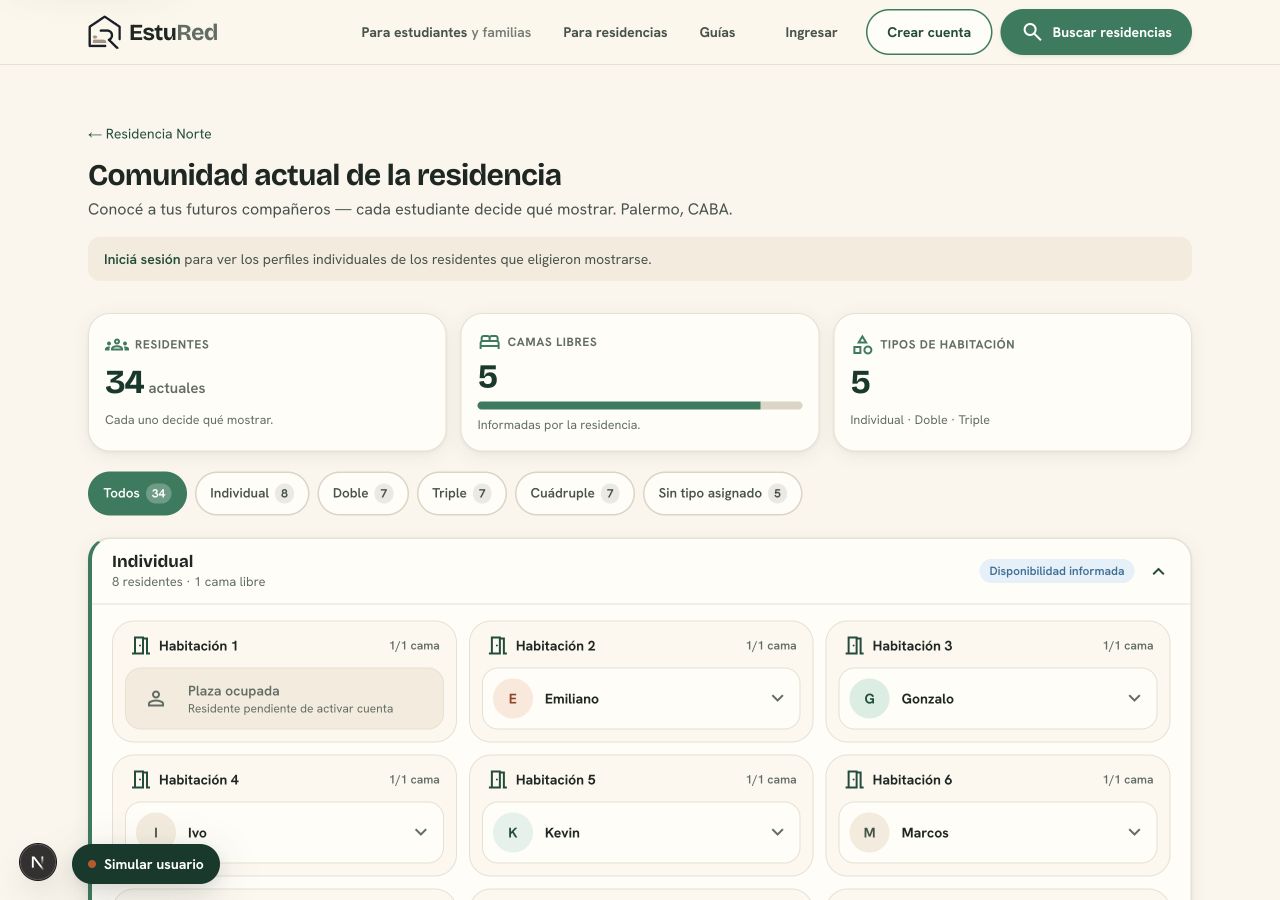 EstuRed
Para estudiantes y familias
Para residencias
Guías
Ingresar
Crear cuenta
Buscar residencias
← Residencia Norte
Comunidad actual de la residencia
Conocé a tus futuros compañeros — cada estudiante decide qué mostrar. Palermo, CABA.
Iniciá sesión para ver los perfiles individuales de los residentes que eligieron mostrarse.
RESIDENTES
34 actuales
Cada uno decide qué mostrar.
CAMAS LIBRES
5
Informadas por la residencia.
TIPOS DE HABITACIÓN
5
Individual · Doble · Triple
Todos 34
Individual 8
Doble 7
Triple 7
Cuádruple 7
Sin tipo asignado 5
Individual
8 residentes · 1 cama libre
Disponibilidad informada
Habitación 1 1/1 cama
Plaza ocupada
Residente pendiente de activar cuenta
Habitación 2 1/1 cama
E Emiliano
Habitación 3 1/1 cama
G Gonzalo
Habitación 4 1/1 cama
I Ivo
Habitación 5 1/1 cama
K Kevin
Habitación 6 1/1 cama
M Marcos
N
Simular usuario